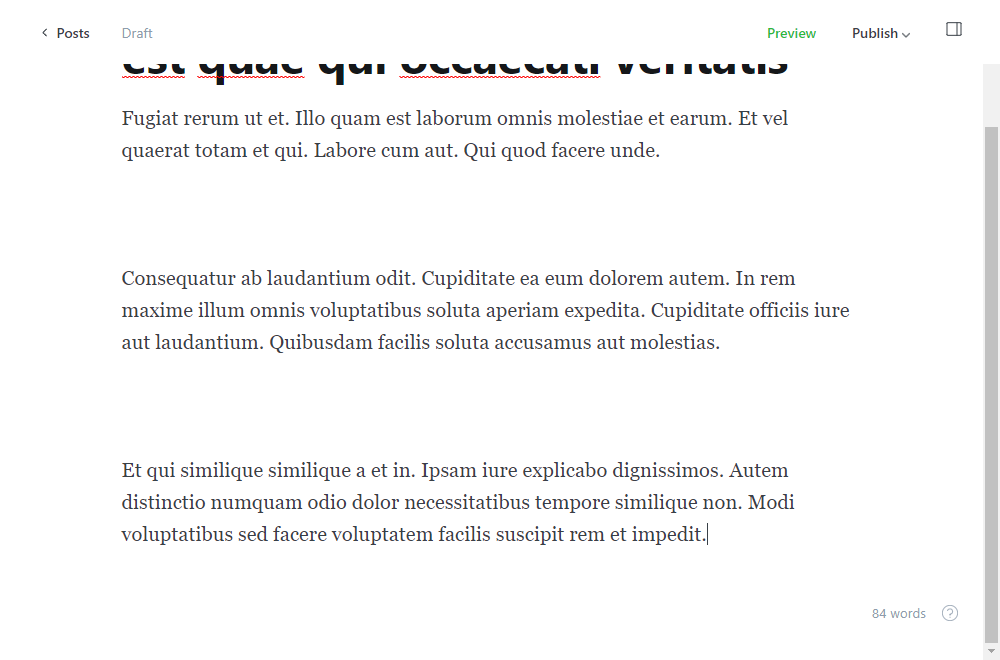 Posts
Draft
Preview
Publish
est quae qui occaecati veritatis
Fugiat rerum ut et. Illo quam est laborum omnis molestiae et earum. Et vel
quaerat totam et qui. Labore cum aut. Qui quod facere unde.
Consequatur ab laudantium odit. Cupiditate ea eum dolorem autem. In rem
maxime illum omnis voluptatibus soluta aperiam expedita. Cupiditate officiis iure
aut laudantium. Quibusdam facilis soluta accusamus aut molestias.
Et qui similique similique a et in. Ipsam iure explicabo dignissimos. Autem
distinctio numquam odio dolor necessitatibus tempore similique non. Modi
voluptatibus sed facere voluptatem facilis suscipit rem et impedit.
84 words